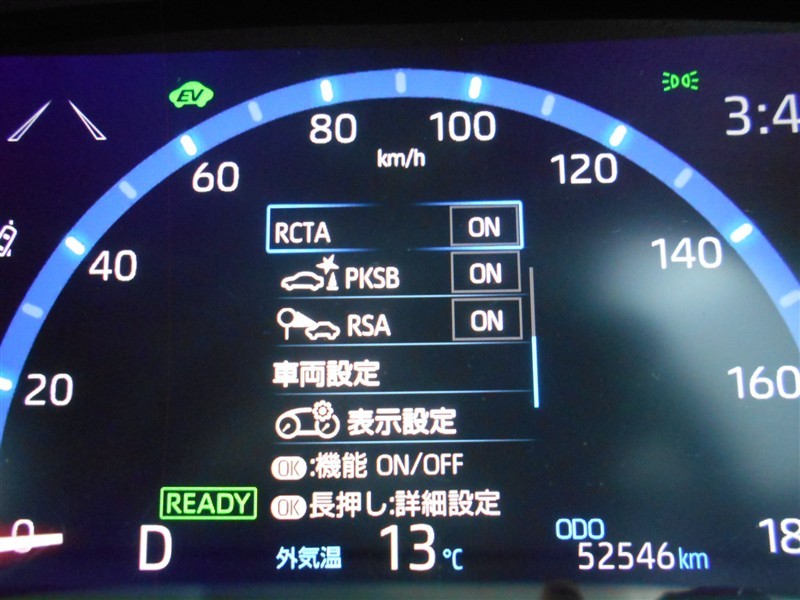 EV
3:4
80
100
km/h
60
120
RCTA ON
40
140
PKSB ON
RSA ON
車両設定
20
160
表示設定
OK:機能 ON/OFF
READY
OK長押し:詳細設定
0
D
外気温 13℃
ODO
52546km
18